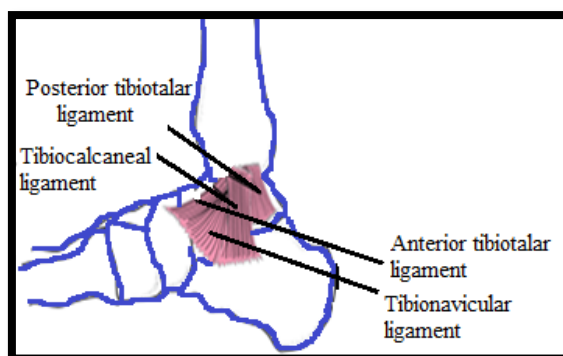 Posterior tibiotalar
ligament
Tibiocalcaneal
ligament
Anterior tibiotalar
ligament
Tibionavicular
ligament